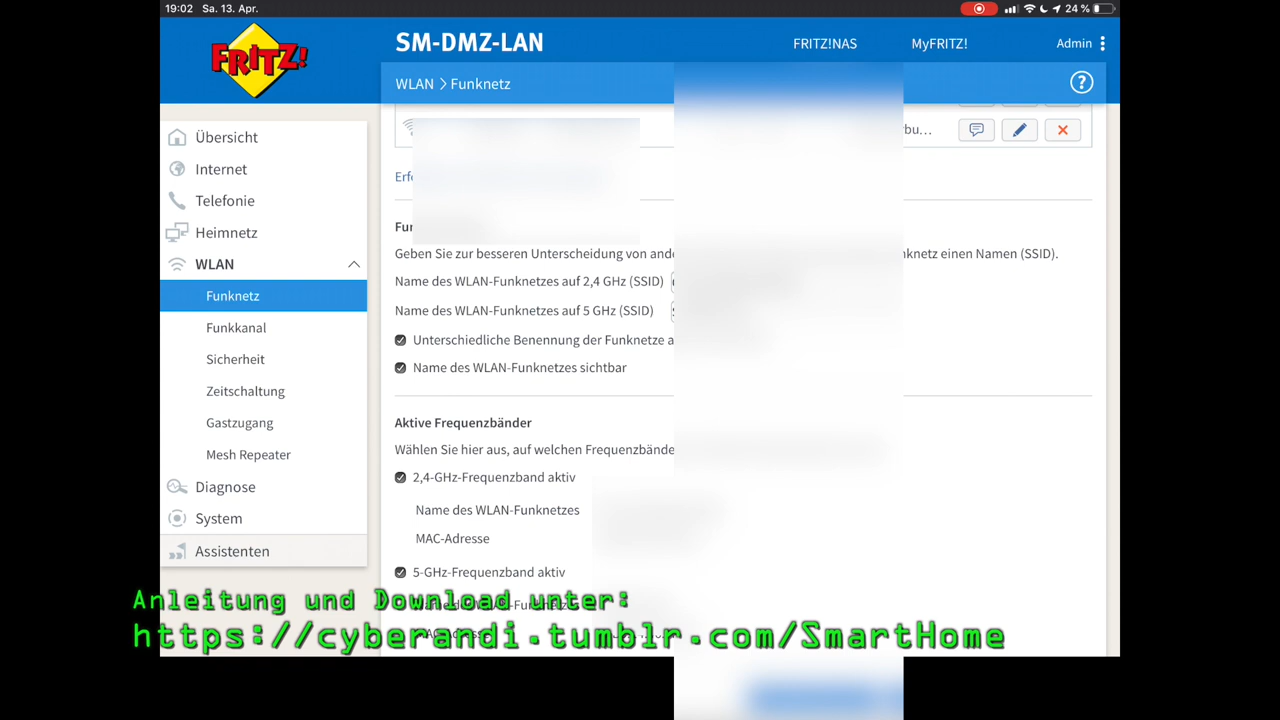 19:02 Sa. 13. Apr. 24 %
FRITZ!
SM-DMZ-LAN FRITZ!NAS MyFRITZ! Admin
WLAN > Funknetz
Übersicht
Internet
Telefonie
Heimnetz
WLAN
Funknetz
Funkkanal
Sicherheit
Zeitschaltung
Gastzugang
Mesh Repeater
Diagnose
System
Assistenten
Geben Sie zur besseren Unterscheidung von ande nknetz einen Namen (SSID).
Name des WLAN-Funknetzes auf 2,4 GHz (SSID)
Name des WLAN-Funknetzes auf 5 GHz (SSID)
Unterschiedliche Benennung der Funknetze a
Name des WLAN-Funknetzes sichtbar
Aktive Frequenzbänder
Wählen Sie hier aus, auf welchen Frequenzbände
2,4-GHz-Frequenzband aktiv
Name des WLAN-Funknetzes
MAC-Adresse
5-GHz-Frequenzband aktiv
Anleitung und Download unter:
https://cyberandi.tumblr.com/SmartHome